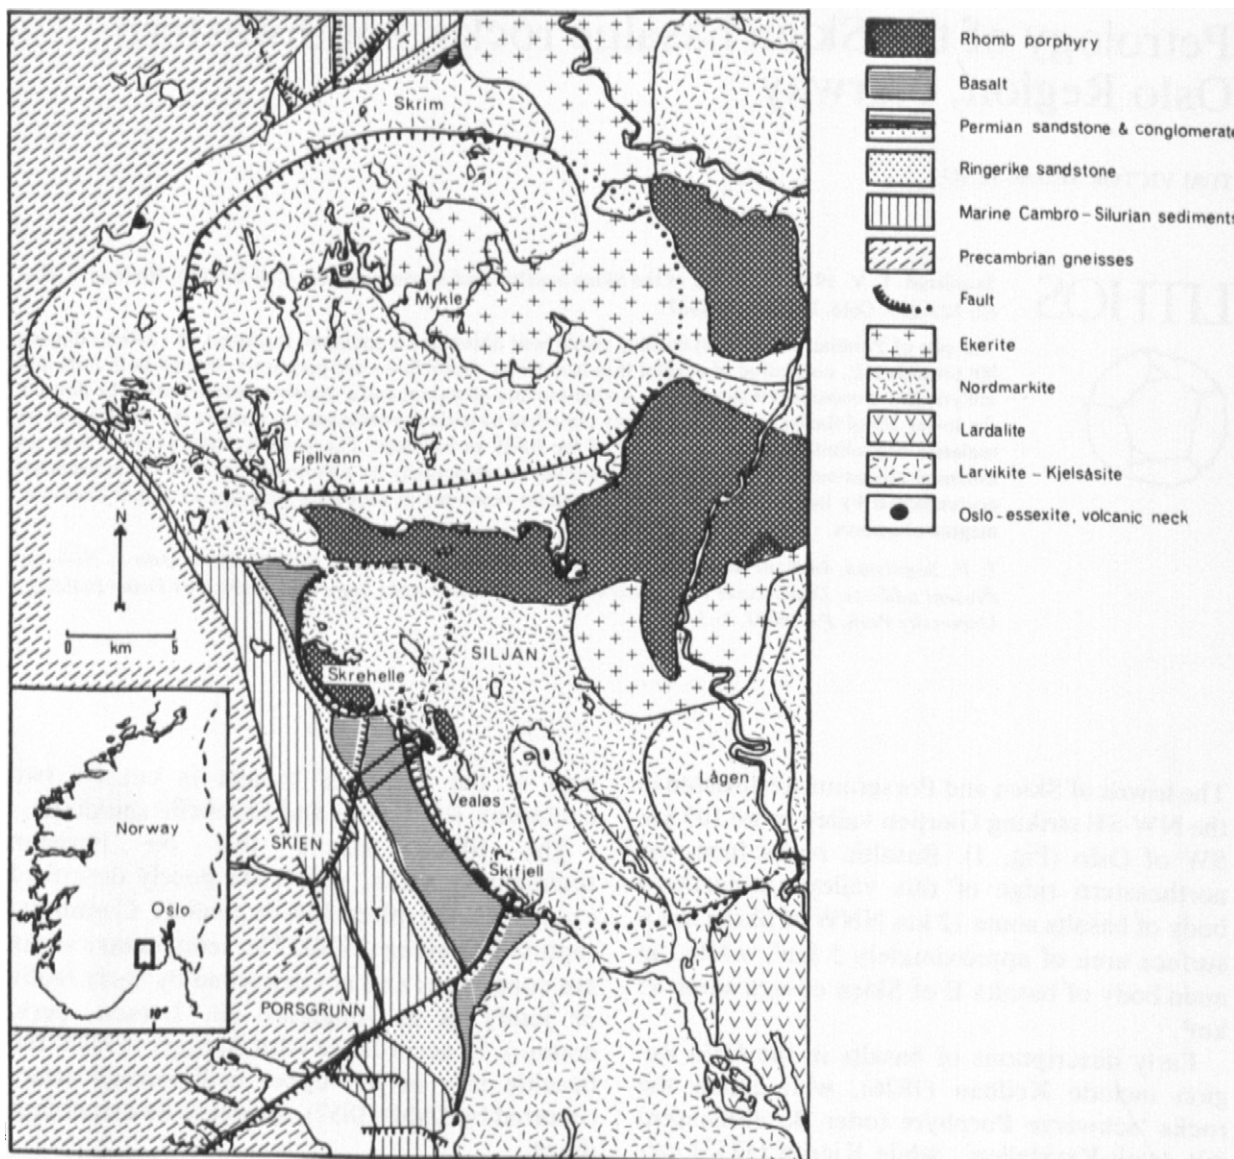 Skrim
Mykle
Fjellvann
N
0 km 5
SILJAN
Skrehelle
Lågen
Vealøs
SKIEN
Skifjell
PORSGRUNN
Norway
Oslo
10°
Rhomb porphyry
Basalt
Permian sandstone & conglomerate
Ringerike sandstone
Marine Cambro-Silurian sediments
Precambrian gneisses
Fault
Ekerite
Nordmarkite
Lardalite
Larvikite - Kjelsåsite
Oslo-essexite, volcanic neck